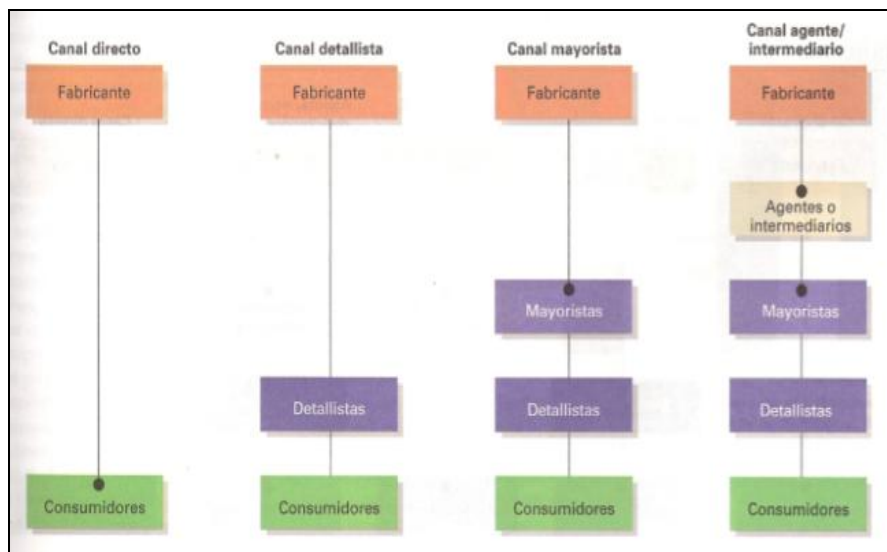 Canal directo
Canal detallista
Canal mayorista
Canal agente/
intermediario
Fabricante
Fabricante
Fabricante
Fabricante
Agentes o
intermediarios
Mayoristas
Mayoristas
Detallistas
Detallistas
Detallistas
Consumidores
Consumidores
Consumidores
Consumidores